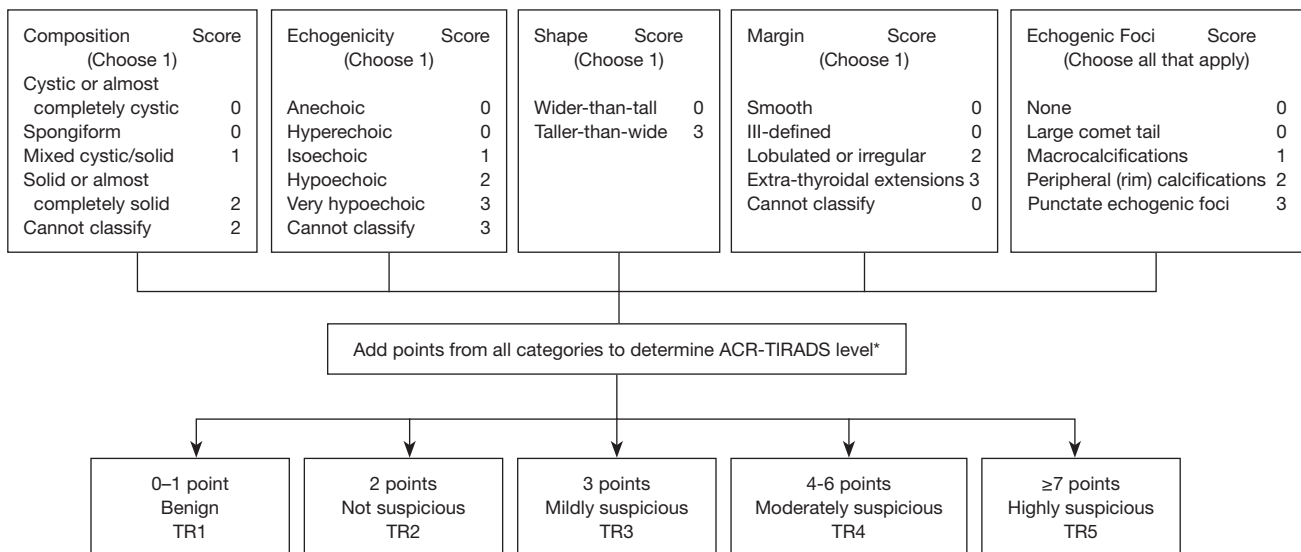 Composition Score
(Choose 1)
Cystic or almost
completely cystic 0
Spongiform 0
Mixed cystic/solid 1
Solid or almost
completely solid 2
Cannot classify 2
Echogenicity Score
(Choose 1)
Anechoic 0
Hyperechoic 0
Isoechoic 1
Hypoechoic 2
Very hypoechoic 3
Cannot classify 3
Shape Score
(Choose 1)
Wider-than-tall 0
Taller-than-wide 3
Margin Score
(Choose 1)
Smooth 0
Ill-defined 0
Lobulated or irregular 2
Extra-thyroidal extensions 3
Cannot classify 0
Echogenic Foci Score
(Choose all that apply)
None 0
Large comet tail 0
Macrocalcifications 1
Peripheral (rim) calcifications 2
Punctate echogenic foci 3
Add points from all categories to determine ACR-TIRADS level*
0–1 point
Benign
TR1
2 points
Not suspicious
TR2
3 points
Mildly suspicious
TR3
4-6 points
Moderately suspicious
TR4
≥7 points
Highly suspicious
TR5